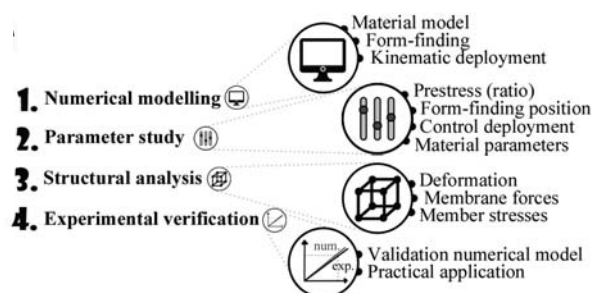 Material model
Form-finding
Kinematic deployment
1. Numerical modelling
Prestress (ratio)
Form-finding position
Control deployment
Material parameters
2. Parameter study
3. Structural analysis
Deformation
Membrane forces
Member stresses
4. Experimental verification
num.
exp.
Validation numerical model
Practical application